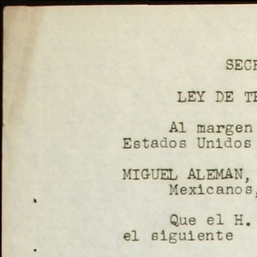 SECR
LEY DE TE
Al margen
Estados Unidos
MIGUEL ALEMAN,
Mexicanos,
Que el H.
el siguiente